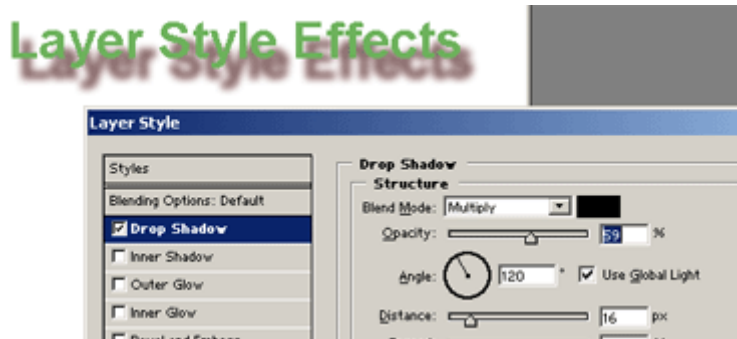 Layer Style Effects
Layer Style
Styles
Blending Options: Default
Drop Shadow
Inner Shadow
Outer Glow
Inner Glow
Drop Shadow
Structure
Blend Mode: Multiply
Opacity: 59 %
Angle: 120 ° Use Global Light
Distance: 16 px